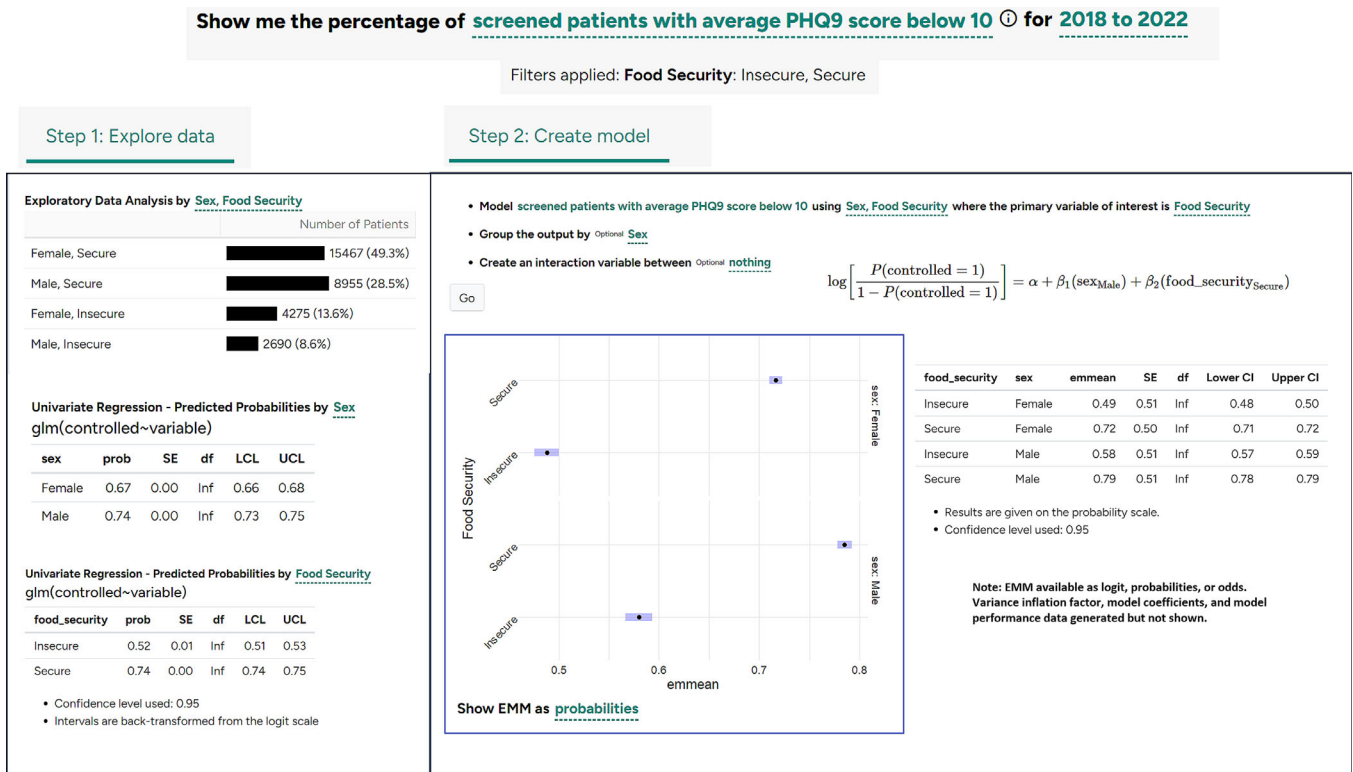 Show me the percentage of screened patients with average PHQ9 score below 10 ⓘ for 2018 to 2022
Filters applied: Food Security: Insecure, Secure
Step 1: Explore data
Exploratory Data Analysis by Sex, Food Security
Number of Patients
Female, Secure 15467 (49.3%)
Male, Secure 8955 (28.5%)
Female, Insecure 4275 (13.6%)
Male, Insecure 2690 (8.6%)
Univariate Regression - Predicted Probabilities by Sex
glm(controlled~variable)
sex prob SE df LCL UCL
Female 0.67 0.00 Inf 0.66 0.68
Male 0.74 0.00 Inf 0.73 0.75
Univariate Regression - Predicted Probabilities by Food Security
glm(controlled~variable)
food_security prob SE df LCL UCL
Insecure 0.52 0.01 Inf 0.51 0.53
Secure 0.74 0.00 Inf 0.74 0.75
• Confidence level used: 0.95
• Intervals are back-transformed from the logit scale
Step 2: Create model
• Model screened patients with average PHQ9 score below 10 using Sex, Food Security where the primary variable of interest is Food Security
• Group the output by Optional Sex
• Create an interaction variable between Optional nothing
Go
log[P(controlled = 1) / 1 − P(controlled = 1)] = α + β1(sexMale) + β2(food_securitySecure)
Food Security
Secure
Insecure
sex: Female
Secure
Insecure
sex: Male
0.5 0.6 0.7 0.8
emmean
Show EMM as probabilities
food_security sex emmean SE df Lower CI Upper CI
Insecure Female 0.49 0.51 Inf 0.48 0.50
Secure Female 0.72 0.50 Inf 0.71 0.72
Insecure Male 0.58 0.51 Inf 0.57 0.59
Secure Male 0.79 0.51 Inf 0.78 0.79
• Results are given on the probability scale.
• Confidence level used: 0.95
Note: EMM available as logit, probabilities, or odds.
Variance inflation factor, model coefficients, and model
performance data generated but not shown.